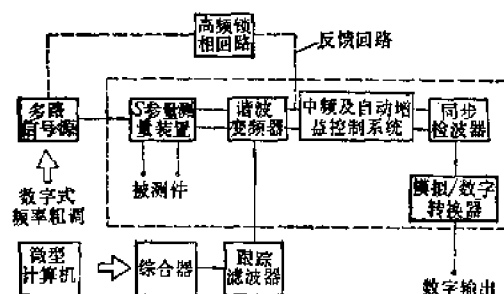 高频锁
相回路
反馈回路
多路
信号源
S参量测
量装置
谐波
变频器
中频及自动增
益控制系统
同步
检波器
数字式
频率粗调
被测件
模拟/数字
转换器
微型
计算机
综合器
跟踪
滤波器
数字输出